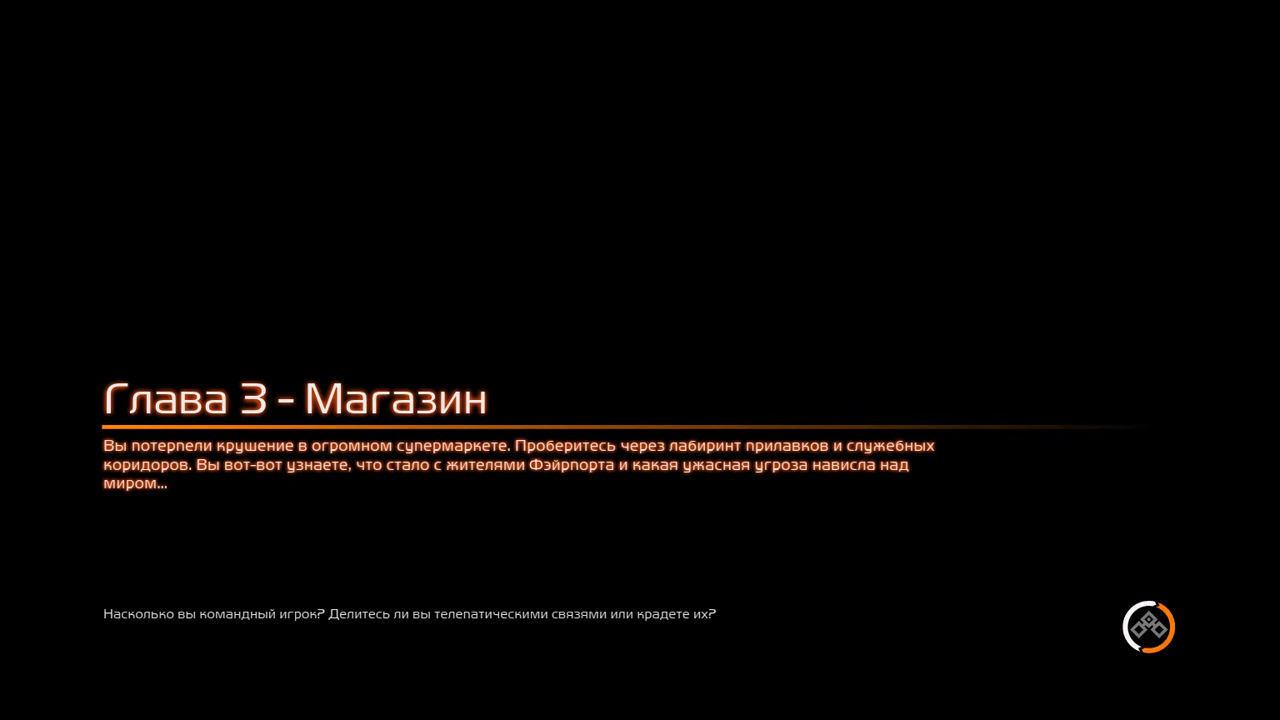 Глава 3 - Магазин
Вы потерпели крушение в огромном супермаркете. Проберитесь через лабиринт прилавков и служебных
коридоров. Вы вот-вот узнаете, что стало с жителями Фэйрпорта и какая ужасная угроза нависла над
миром...
Насколько вы командный игрок? Делитесь ли вы телепатическими связями или крадете их?